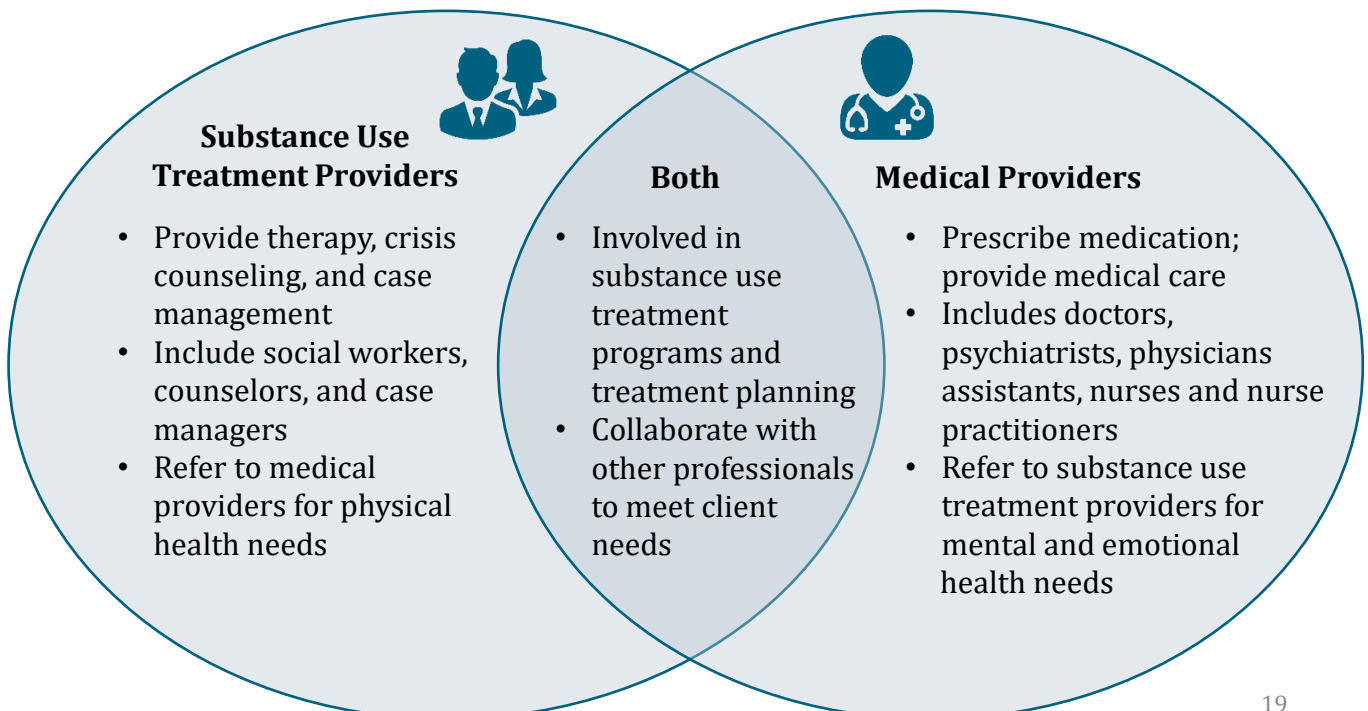 Substance Use
Treatment Providers
• Provide therapy, crisis
counseling, and case
management
• Include social workers,
counselors, and case
managers
• Refer to medical
providers for physical
health needs
Both
• Involved in
substance use
treatment
programs and
treatment planning
• Collaborate with
other professionals
to meet client
needs
Medical Providers
• Prescribe medication;
provide medical care
• Includes doctors,
psychiatrists, physicians
assistants, nurses and nurse
practitioners
• Refer to substance use
treatment providers for
mental and emotional
health needs
19